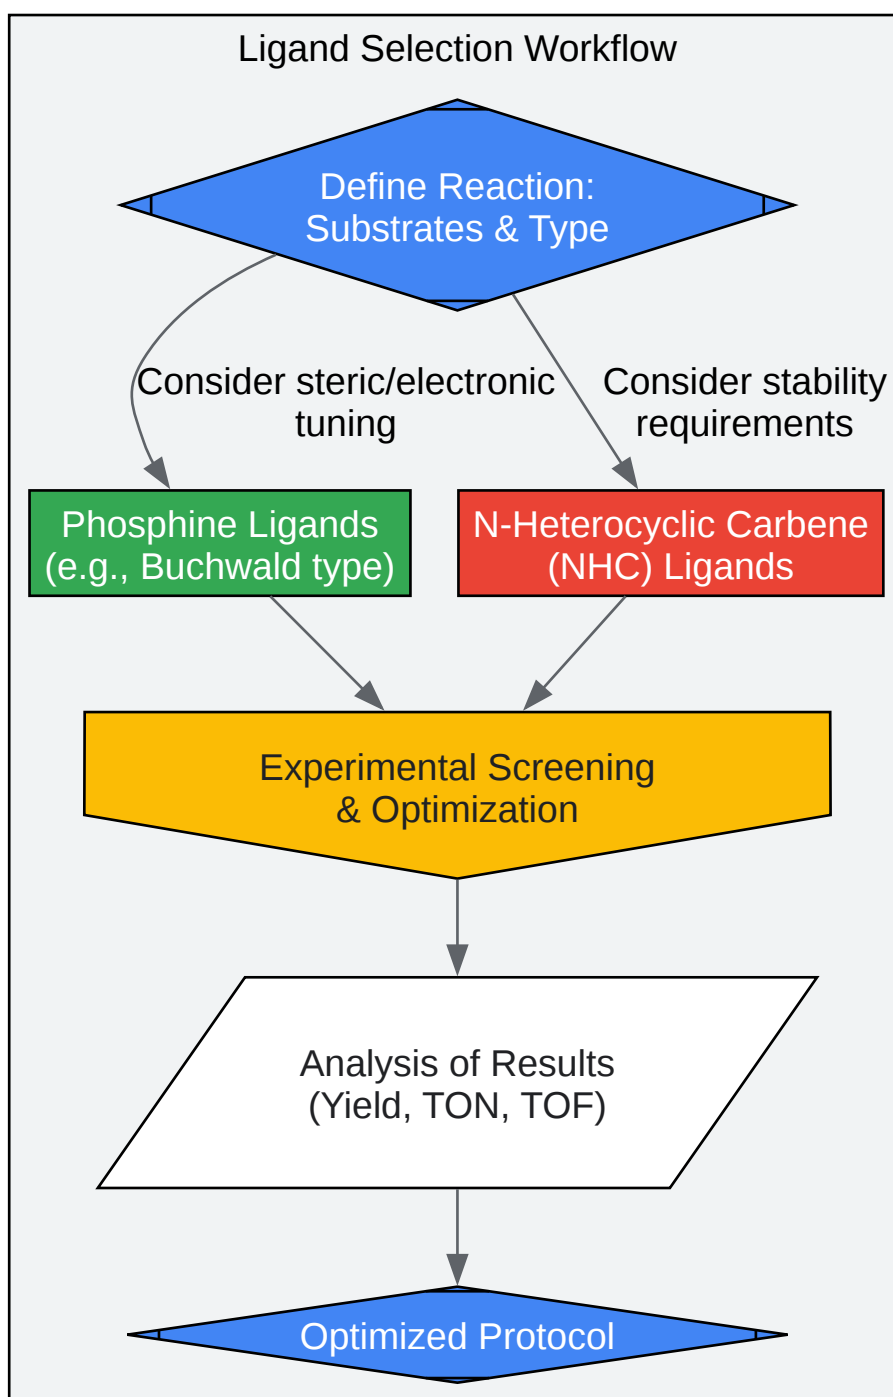 Ligand Selection Workflow
Define Reaction:
Substrates & Type
Consider steric/electronic
tuning
Consider stability
requirements
Phosphine Ligands
(e.g., Buchwald type)
N-Heterocyclic Carbene
(NHC) Ligands
Experimental Screening
& Optimization
Analysis of Results
(Yield, TON, TOF)
Optimized Protocol